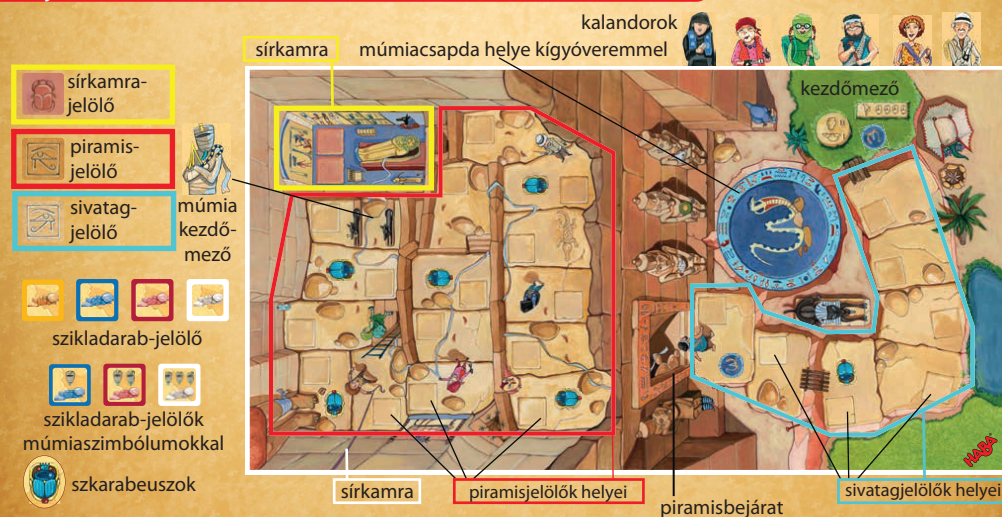 kalandorok
sírkamra
múmiacsapda helye kígyóveremmel
kezdőmező
sírkamra-
jelölő
piramis-
jelölő
sivatag-
jelölő
múmia
kezdő-
mező
szikladarab-jelölő
szikladarab-jelölők
múmiaszimbólumokkal
szkarabeuszok
sírkamra
piramisjelölők helyei
piramisbejárat
sivatagjelölők helyei
HABA